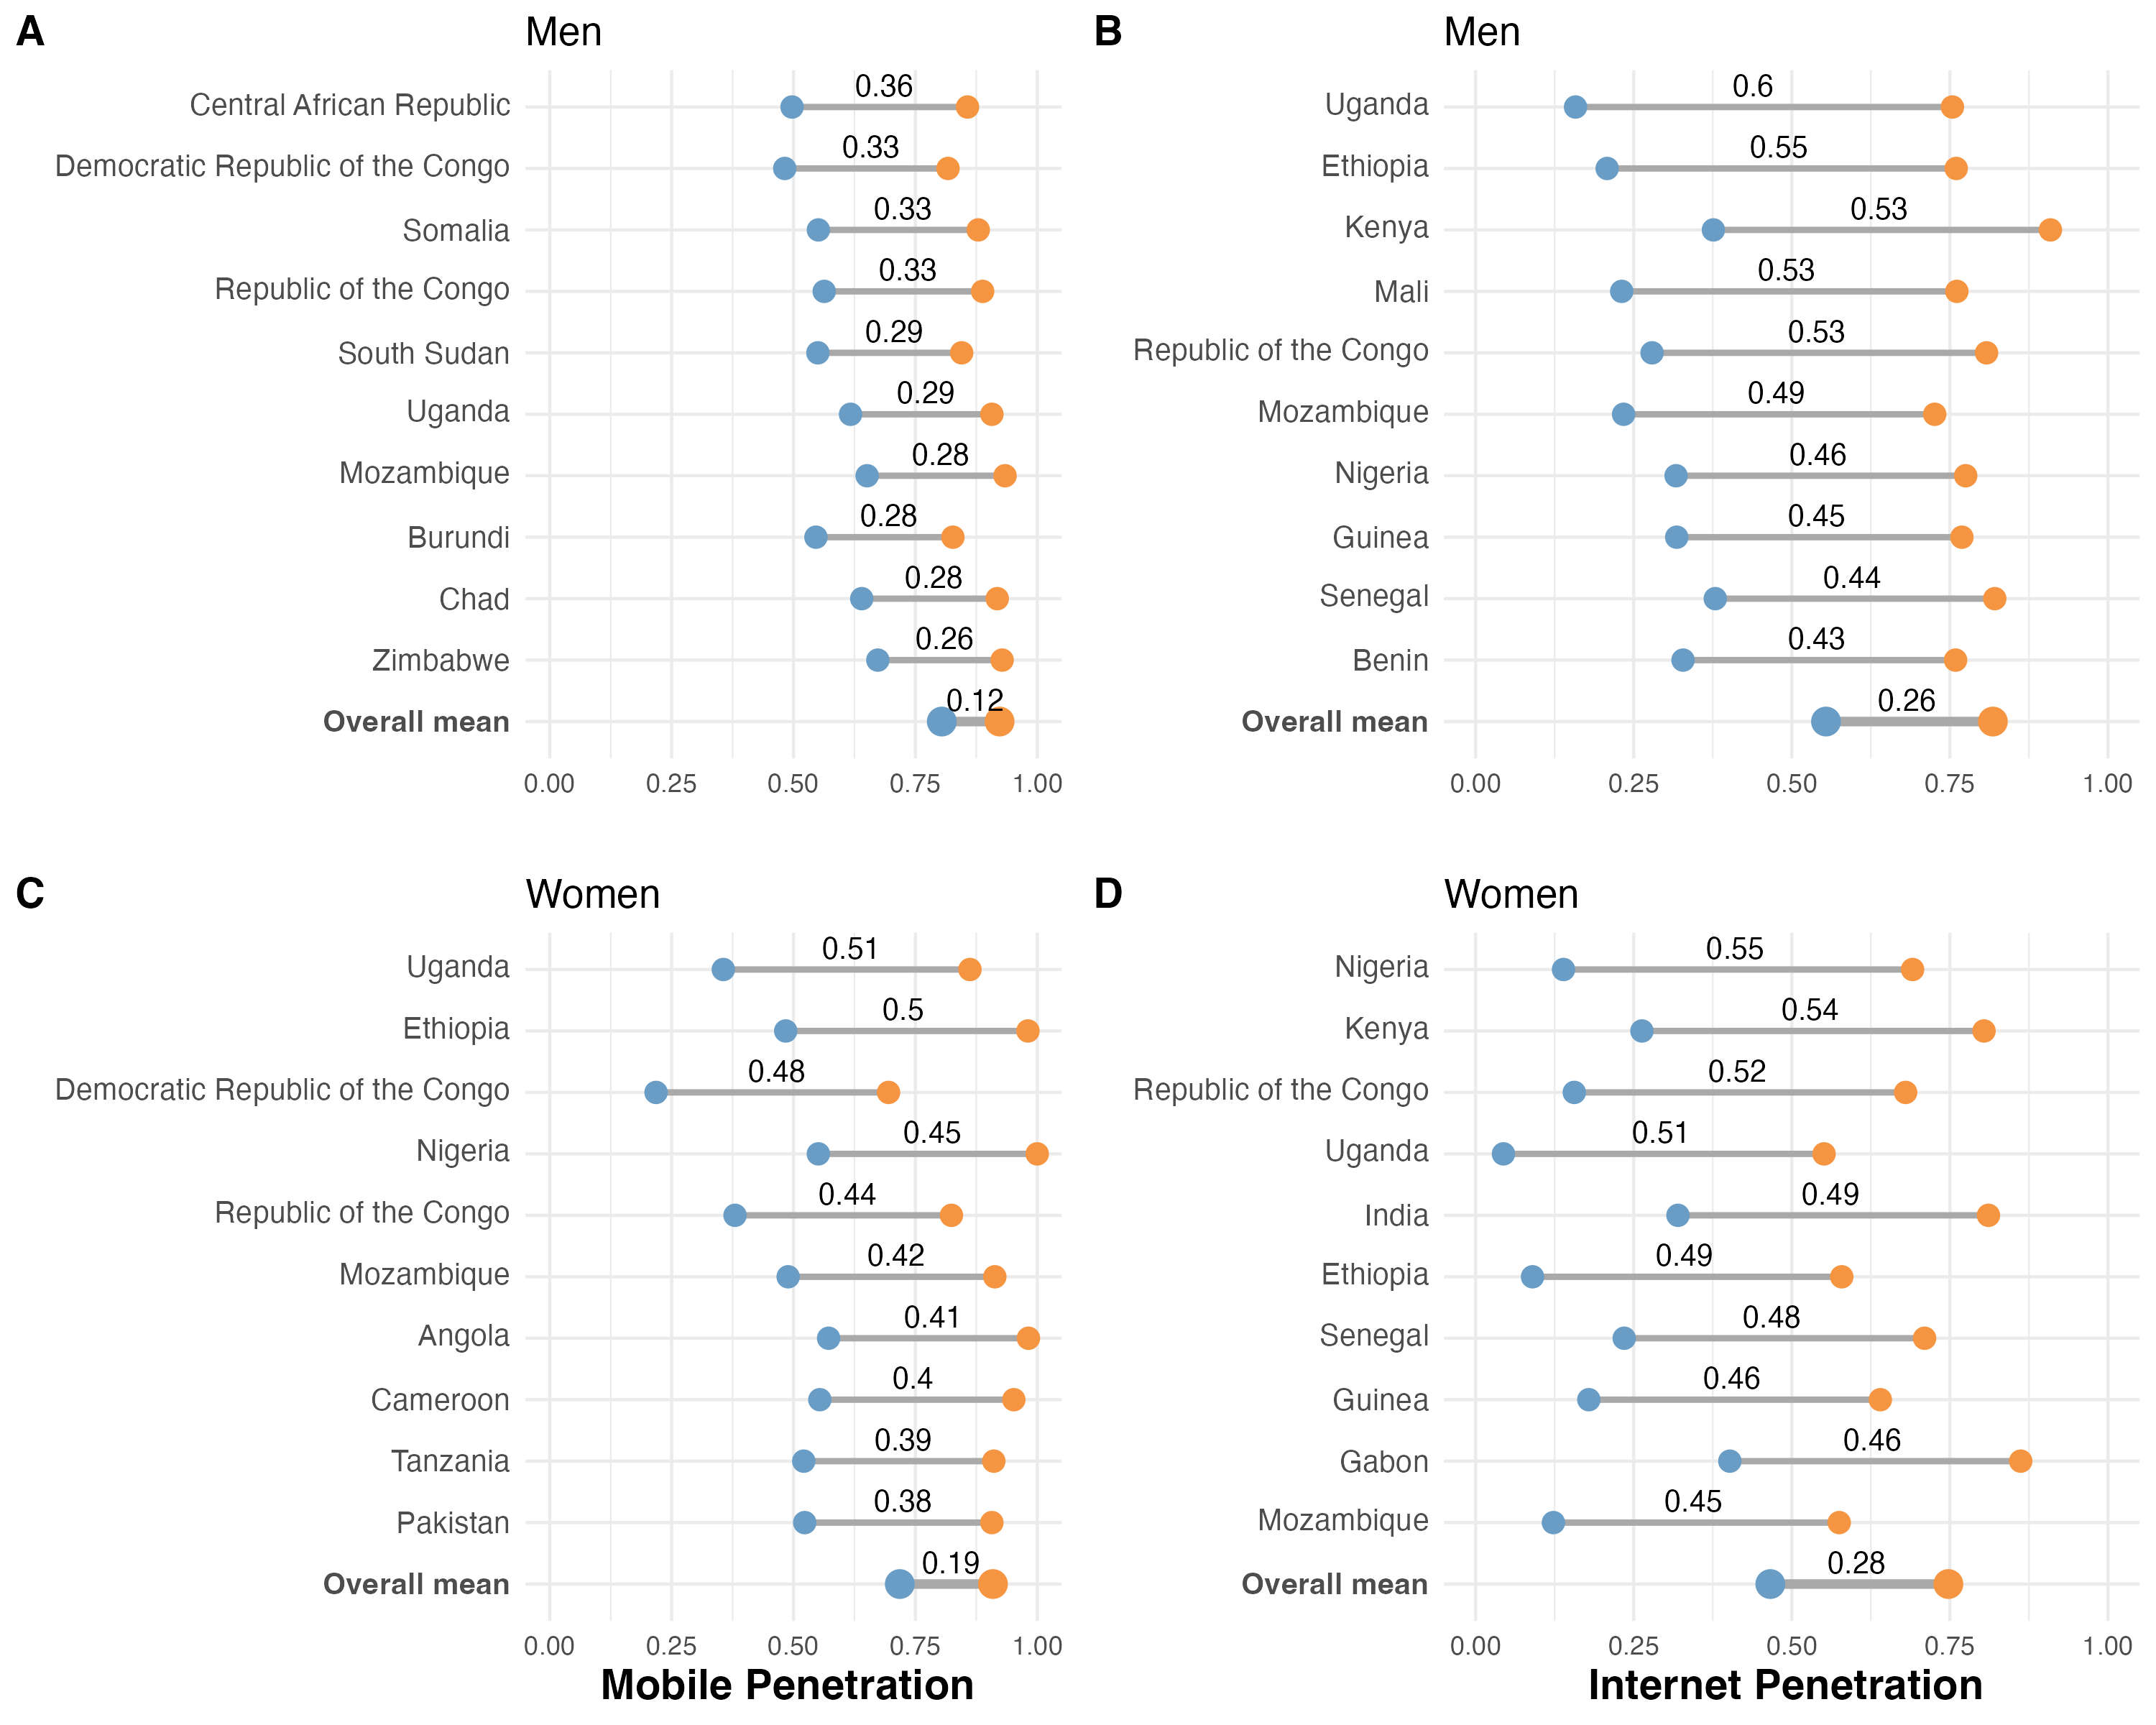 A
Men
Central African Republic
0.36
Democratic Republic of the Congo
0.33
Somalia
0.33
Republic of the Congo
0.33
South Sudan
0.29
Uganda
0.29
Mozambique
0.28
Burundi
0.28
Chad
0.28
Zimbabwe
0.26
Overall mean
0.12
0.00 0.25 0.50 0.75 1.00
B
Men
Uganda
0.6
Ethiopia
0.55
Kenya
0.53
Mali
0.53
Republic of the Congo
0.53
Mozambique
0.49
Nigeria
0.46
Guinea
0.45
Senegal
0.44
Benin
0.43
Overall mean
0.26
0.00 0.25 0.50 0.75 1.00
C
Women
Uganda
0.51
Ethiopia
0.5
Democratic Republic of the Congo
0.48
Nigeria
0.45
Republic of the Congo
0.44
Mozambique
0.42
Angola
0.41
Cameroon
0.4
Tanzania
0.39
Pakistan
0.38
Overall mean
0.19
0.00 0.25 0.50 0.75 1.00
Mobile Penetration
D
Women
Nigeria
0.55
Kenya
0.54
Republic of the Congo
0.52
Uganda
0.51
India
0.49
Ethiopia
0.49
Senegal
0.48
Guinea
0.46
Gabon
0.46
Mozambique
0.45
Overall mean
0.28
0.00 0.25 0.50 0.75 1.00
Internet Penetration